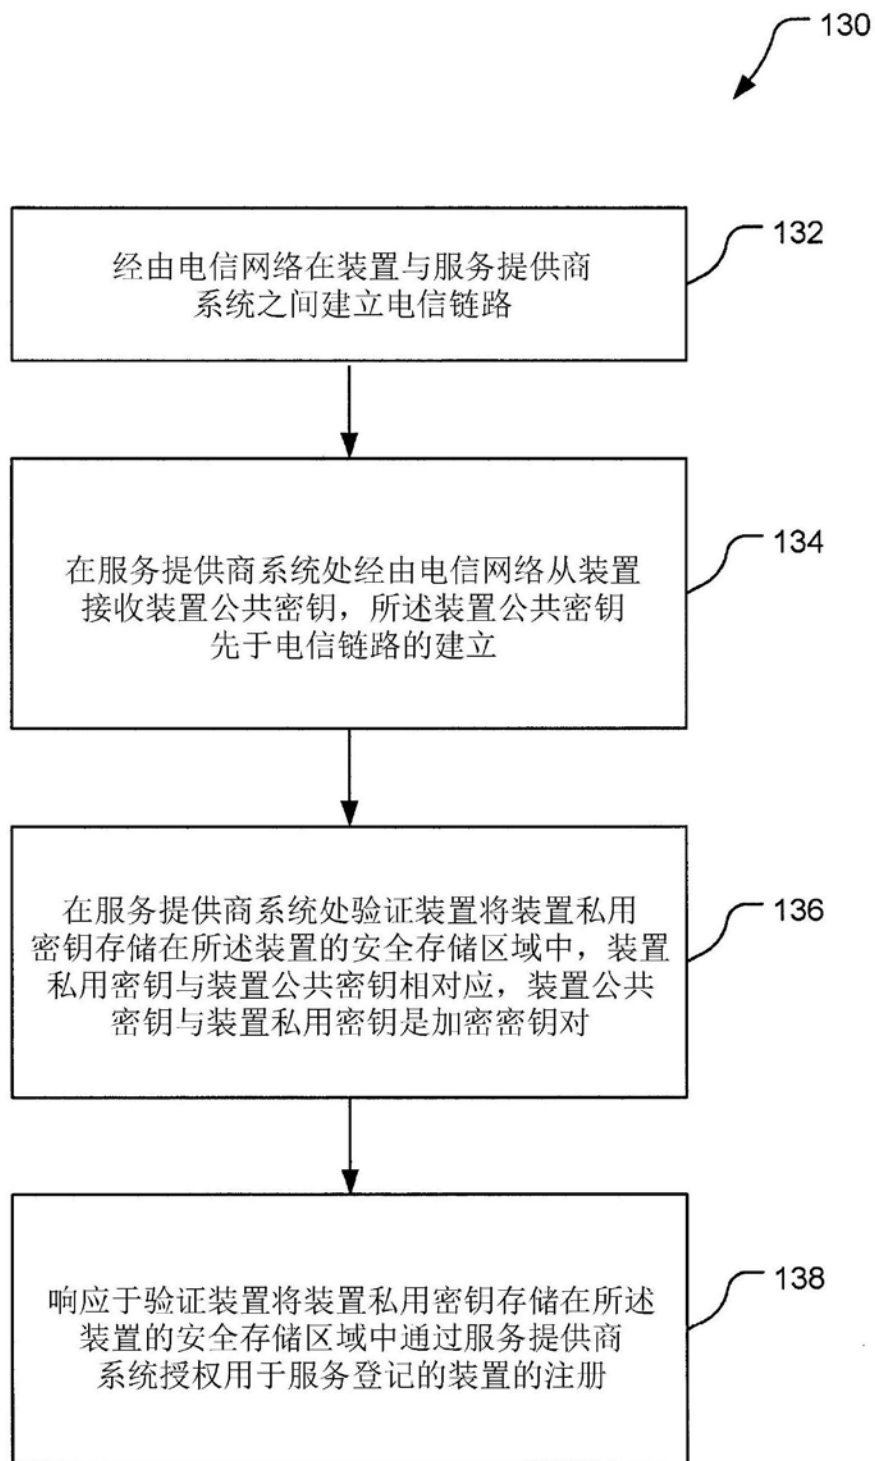 130
经由电信网络在装置与服务提供商
系统之间建立电信链路
132
在服务提供商系统处经由电信网络从装置
接收装置公共密钥，所述装置公共密钥
先于电信链路的建立
134
在服务提供商系统处验证装置将装置私用
密钥存储在所述装置的安全存储区域中，装置
私用密钥与装置公共密钥相对应，装置公共
密钥与装置私用密钥是加密密钥对
136
响应于验证装置将装置私用密钥存储在所述
装置的安全存储区域中通过服务提供商
系统授权用于服务登记的装置的注册
138